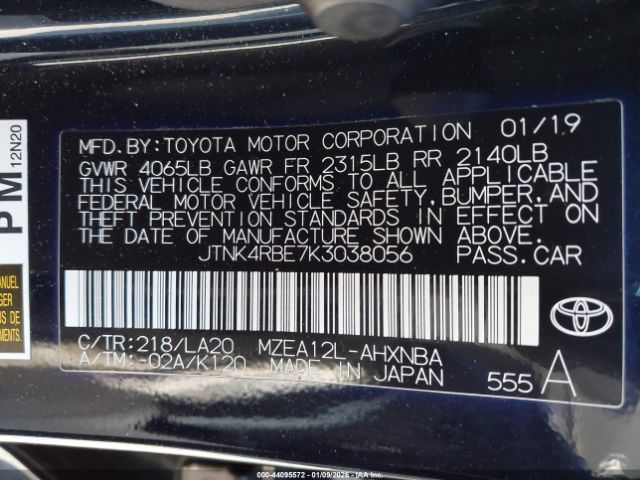 MFD.BY:TOYOTA MOTOR CORPORATION 01/19
GVWR 4065LB GAWR FR 2315LB RR 2140LB
THIS VEHICLE CONFORMS TO ALL APPLICABLE
FEDERAL MOTOR VEHICLE SAFETY,BUMPER,AND
THEFT PREVENTION STANDARDS IN EFFECT ON
THE DATE OF MANUFACTURE SHOWN ABOVE.
JTNK4RBE7K3038056 PASS.CAR
C/TR:218/LA20 MZEA12L-AHXNBA
A/TM:-02A/K120 MADE IN JAPAN 555 A
PM
12N20
000-44095572 - 01/09/2026 - IAA Holdings, LLC